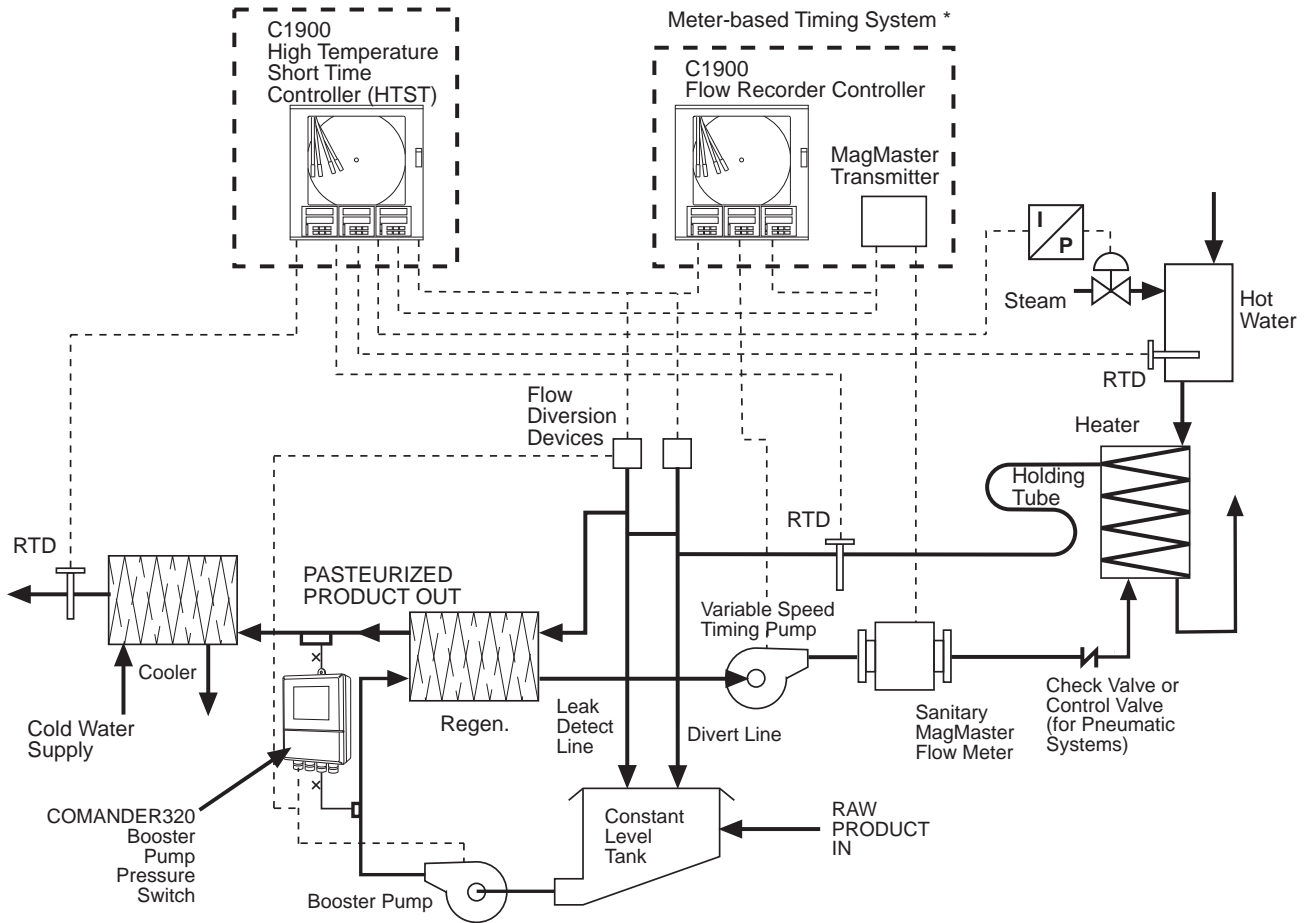 Meter-based Timing System *
C1900
High Temperature
Short Time
Controller (HTST)
C1900
Flow Recorder Controller
MagMaster
Transmitter
I
P
Steam
Hot
Water
RTD
Flow
Diversion
Devices
Heater
Holding
Tube
RTD
RTD
PASTEURIZED
PRODUCT OUT
Variable Speed
Timing Pump
Cooler
Cold Water
Supply
Regen.
Leak
Detect
Line
Divert Line
Sanitary
MagMaster
Flow Meter
Check Valve or
Control Valve
(for Pneumatic
Systems)
COMANDER320
Booster
Pump
Pressure
Switch
Constant
Level
Tank
RAW
PRODUCT
IN
Booster Pump